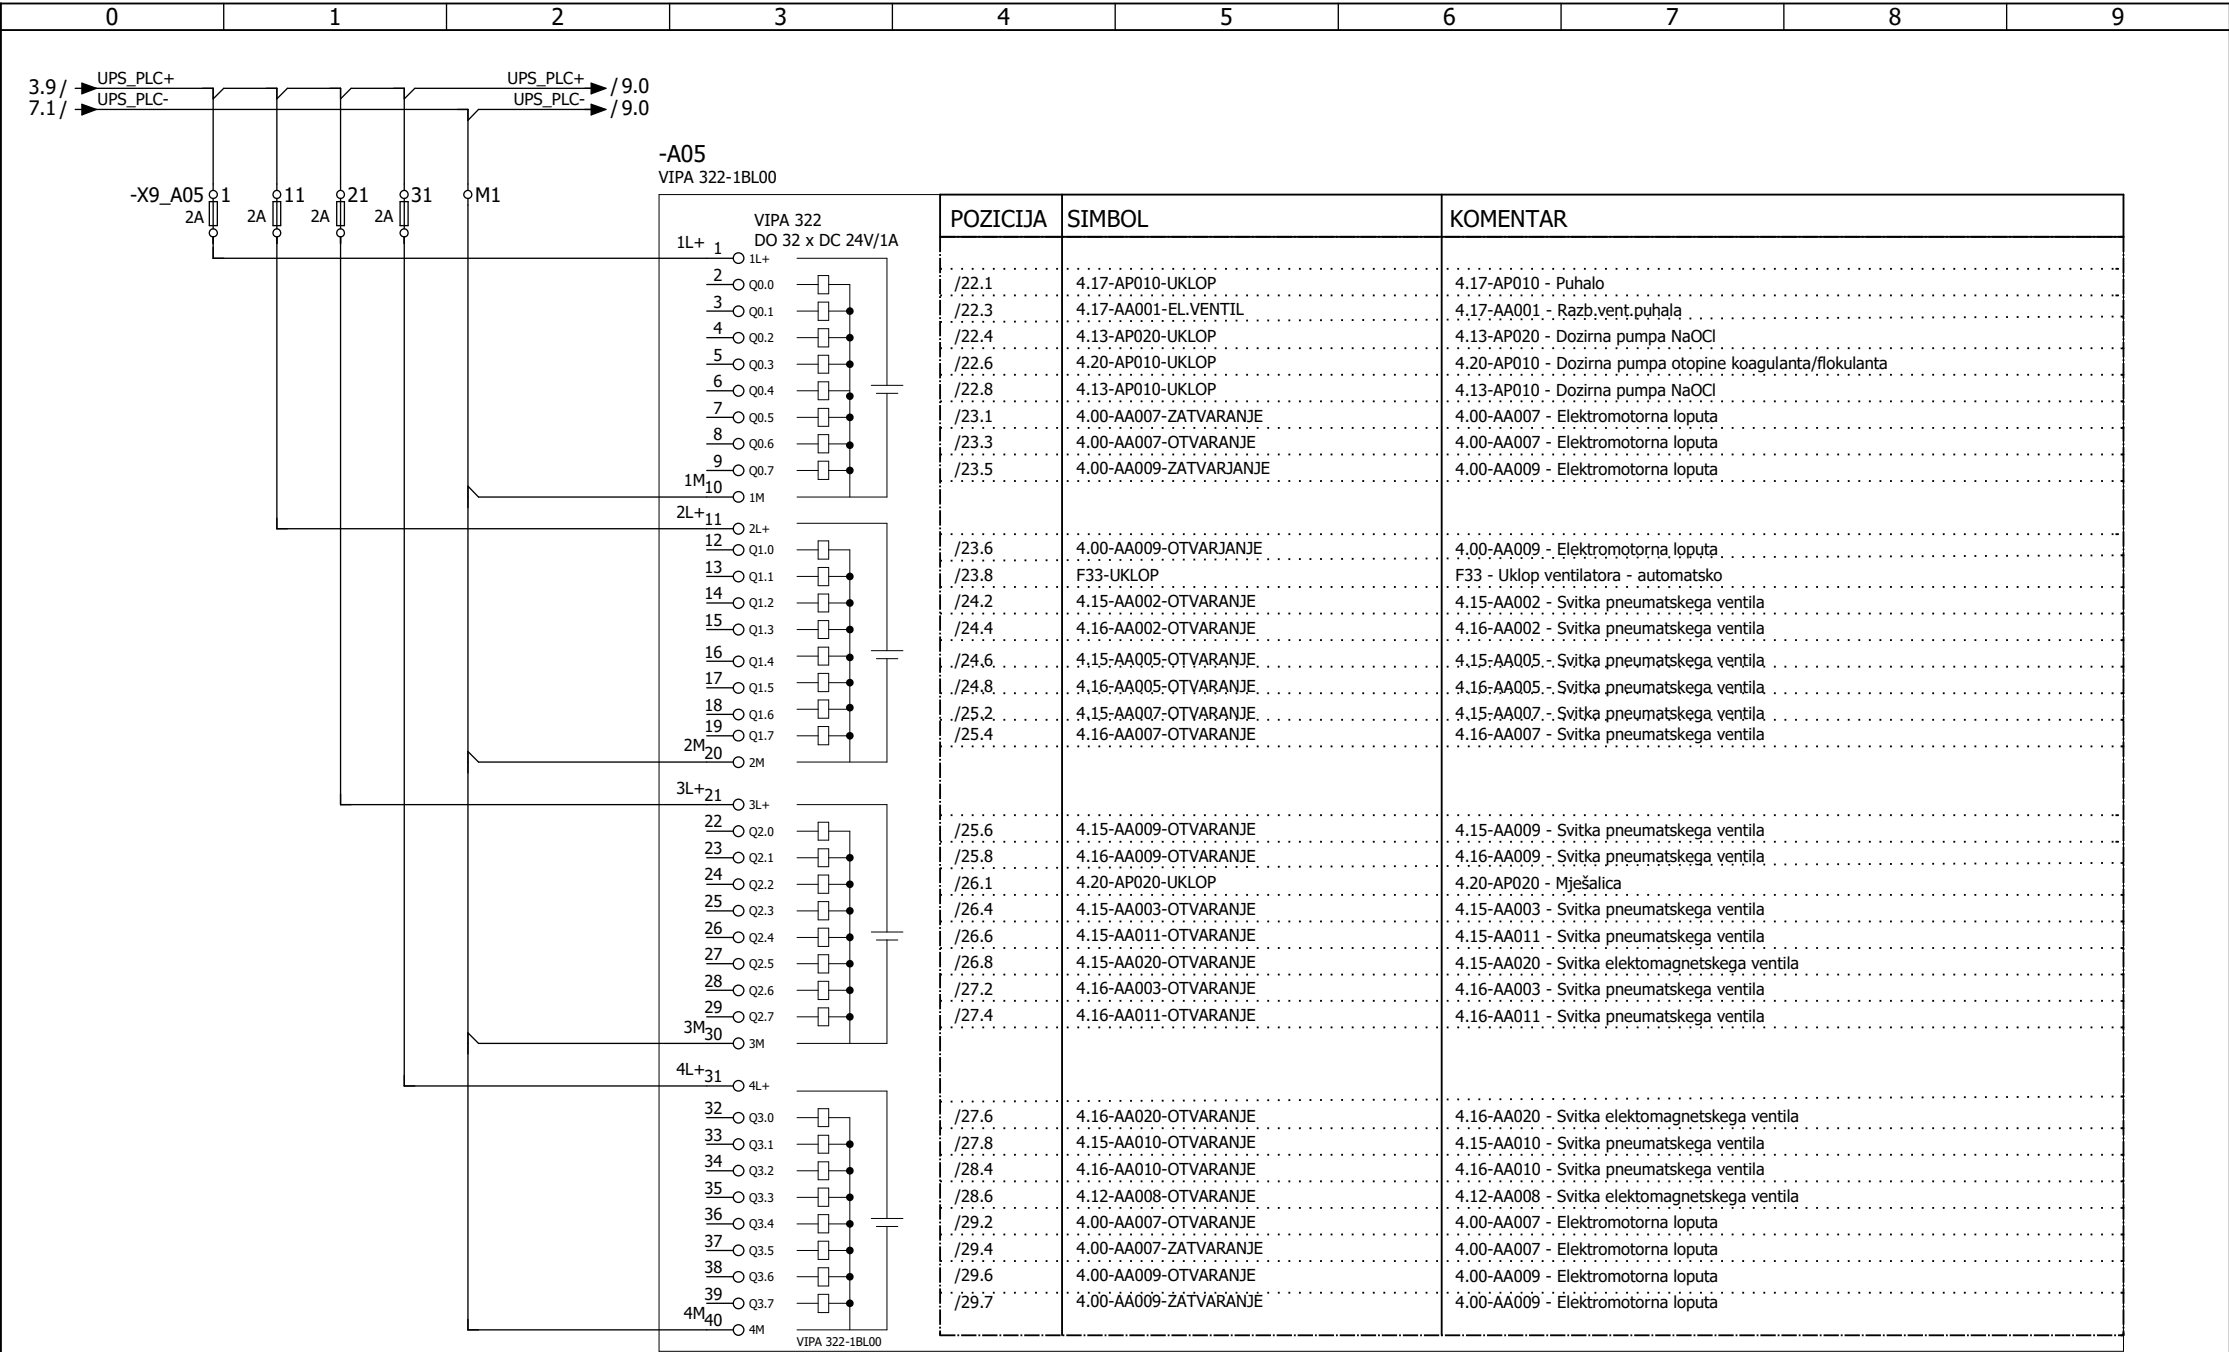 0 1 2 3 4 5 6 7 8 9
3.9/ UPS_PLC+ UPS_PLC+ /9.0
7.1/ UPS_PLC- UPS_PLC- /9.0
-A05
VIPA 322-1BL00
-X9_A05 1 11 21 31 M1
2A 2A 2A 2A
VIPA 322
DO 32 x DC 24V/1A
POZICIJA SIMBOL KOMENTAR
1L+ 1 1L+
2 Q0.0 /22.1 4.17-AP010-UKLOP 4.17-AP010 - Puhalo
3 Q0.1 /22.3 4.17-AA001-EL.VENTIL 4.17-AA001 - Razb.vent.puhala
4 Q0.2 /22.4 4.13-AP020-UKLOP 4.13-AP020 - Dozirna pumpa NaOCl
5 Q0.3 /22.6 4.20-AP010-UKLOP 4.20-AP010 - Dozirna pumpa otopine koagulanta/flokulanta
6 Q0.4 /22.8 4.13-AP010-UKLOP 4.13-AP010 - Dozirna pumpa NaOCl
7 Q0.5 /23.1 4.00-AA007-ZATVARANJE 4.00-AA007 - Elektromotorna loputa
8 Q0.6 /23.3 4.00-AA007-OTVARANJE 4.00-AA007 - Elektromotorna loputa
9 Q0.7 /23.5 4.00-AA009-ZATVARJANJE 4.00-AA009 - Elektromotorna loputa
1M 10 1M
2L+ 11 2L+
12 Q1.0 /23.6 4.00-AA009-OTVARJANJE 4.00-AA009 - Elektromotorna loputa
13 Q1.1 /23.8 F33-UKLOP F33 - Uklop ventilatora - automatsko
14 Q1.2 /24.2 4.15-AA002-OTVARANJE 4.15-AA002 - Svitka pneumatskega ventila
15 Q1.3 /24.4 4.16-AA002-OTVARANJE 4.16-AA002 - Svitka pneumatskega ventila
16 Q1.4 /24.6 4.15-AA005-OTVARANJE 4.15-AA005 - Svitka pneumatskega ventila
17 Q1.5 /24.8 4.16-AA005-OTVARANJE 4.16-AA005 - Svitka pneumatskega ventila
18 Q1.6 /25.2 4.15-AA007-OTVARANJE 4.15-AA007 - Svitka pneumatskega ventila
19 Q1.7 /25.4 4.16-AA007-OTVARANJE 4.16-AA007 - Svitka pneumatskega ventila
2M 20 2M
3L+ 21 3L+
22 Q2.0 /25.6 4.15-AA009-OTVARANJE 4.15-AA009 - Svitka pneumatskega ventila
23 Q2.1 /25.8 4.16-AA009-OTVARANJE 4.16-AA009 - Svitka pneumatskega ventila
24 Q2.2 /26.1 4.20-AP020-UKLOP 4.20-AP020 - Mješalica
25 Q2.3 /26.4 4.15-AA003-OTVARANJE 4.15-AA003 - Svitka pneumatskega ventila
26 Q2.4 /26.6 4.15-AA011-OTVARANJE 4.15-AA011 - Svitka pneumatskega ventila
27 Q2.5 /26.8 4.15-AA020-OTVARANJE 4.15-AA020 - Svitka elektomagnetskega ventila
28 Q2.6 /27.2 4.16-AA003-OTVARANJE 4.16-AA003 - Svitka pneumatskega ventila
29 Q2.7 /27.4 4.16-AA011-OTVARANJE 4.16-AA011 - Svitka pneumatskega ventila
3M 30 3M
4L+ 31 4L+
32 Q3.0 /27.6 4.16-AA020-OTVARANJE 4.16-AA020 - Svitka elektomagnetskega ventila
33 Q3.1 /27.8 4.15-AA010-OTVARANJE 4.15-AA010 - Svitka pneumatskega ventila
34 Q3.2 /28.4 4.16-AA010-OTVARANJE 4.16-AA010 - Svitka pneumatskega ventila
35 Q3.3 /28.6 4.12-AA008-OTVARANJE 4.12-AA008 - Svitka elektomagnetskega ventila
36 Q3.4 /29.2 4.00-AA007-OTVARANJE 4.00-AA007 - Elektromotorna loputa
37 Q3.5 /29.4 4.00-AA007-ZATVARANJE 4.00-AA007 - Elektromotorna loputa
38 Q3.6 /29.6 4.00-AA009-OTVARANJE 4.00-AA009 - Elektromotorna loputa
39 Q3.7 /29.7 4.00-AA009-ZATVARANJE 4.00-AA009 - Elektromotorna loputa
4M 40 4M
VIPA 322-1BL00